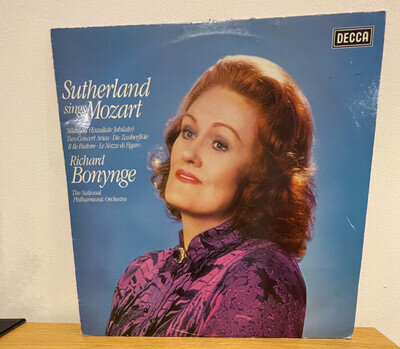 DECCA
Sutherland
sings Mozart
Alleluja (Exsultate Jubilate)
Two Concert Arias · Die Zauberflöte
Il Re Pastore · Le Nozze di Figaro
Richard
Bonynge
The National
Philharmonic Orchestra